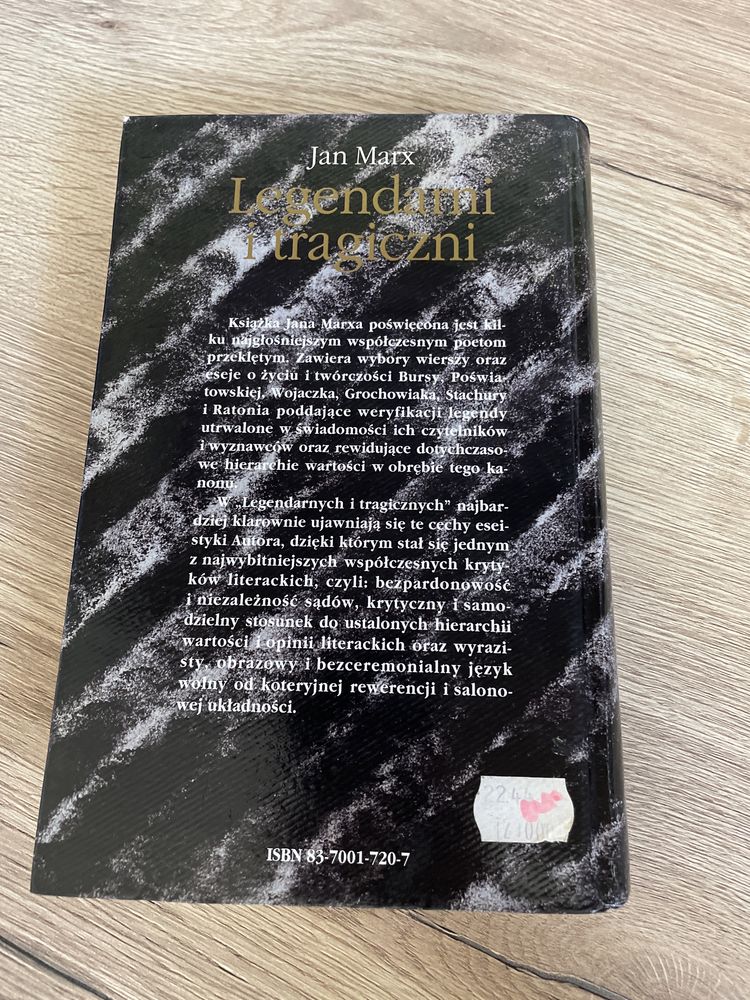 Jan Marx
Legendarni
i tragiczni
Książka Jana Marxa poświęcona jest kil-
ku najgłośniejszym współczesnym poetom
przeklętym. Zawiera wybory wierszy oraz
eseje o życiu i twórczości Bursy, Poświa-
towskiej, Wojaczka, Grochowiaka, Stachury
i Ratonia poddające weryfikacji legendy
utrwalone w świadomości ich czytelników
i wyznawców oraz rewidujące dotychczaso-
we hierarchie wartości w obrębie tego ka-
nonu.
W „Legendarnych i tragicznych” najbar-
dziej klarownie ujawniają się te cechy esei-
styki Autora, dzięki którym stał się jednym
z najwybitniejszych współczesnych kryty-
ków literackich, czyli: bezpardonowość
i niezależność sądów, krytyczny i samo-
dzielny stosunek do ustalonych hierarchii
wartości i opinii literackich oraz wyrazi-
sty, obrazowy i bezceremonialny język
wolny od koteryjnej rewerencji i salono-
wej układności.
ISBN 83-7001-720-7